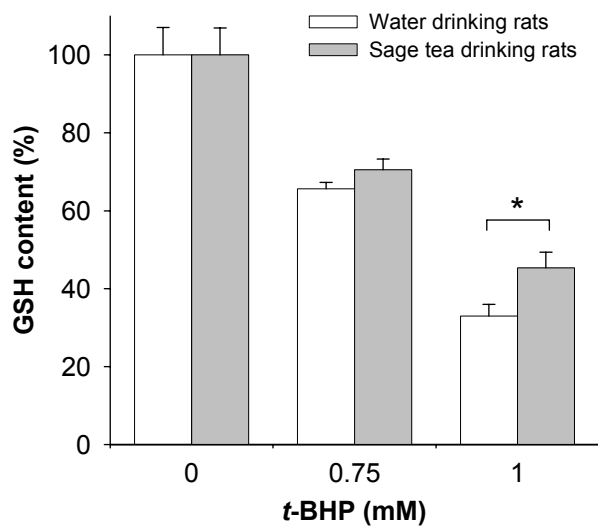 Water drinking rats
Sage tea drinking rats
GSH content (%)
100
80
60
40
20
0
*
0 0.75 1
t-BHP (mM)